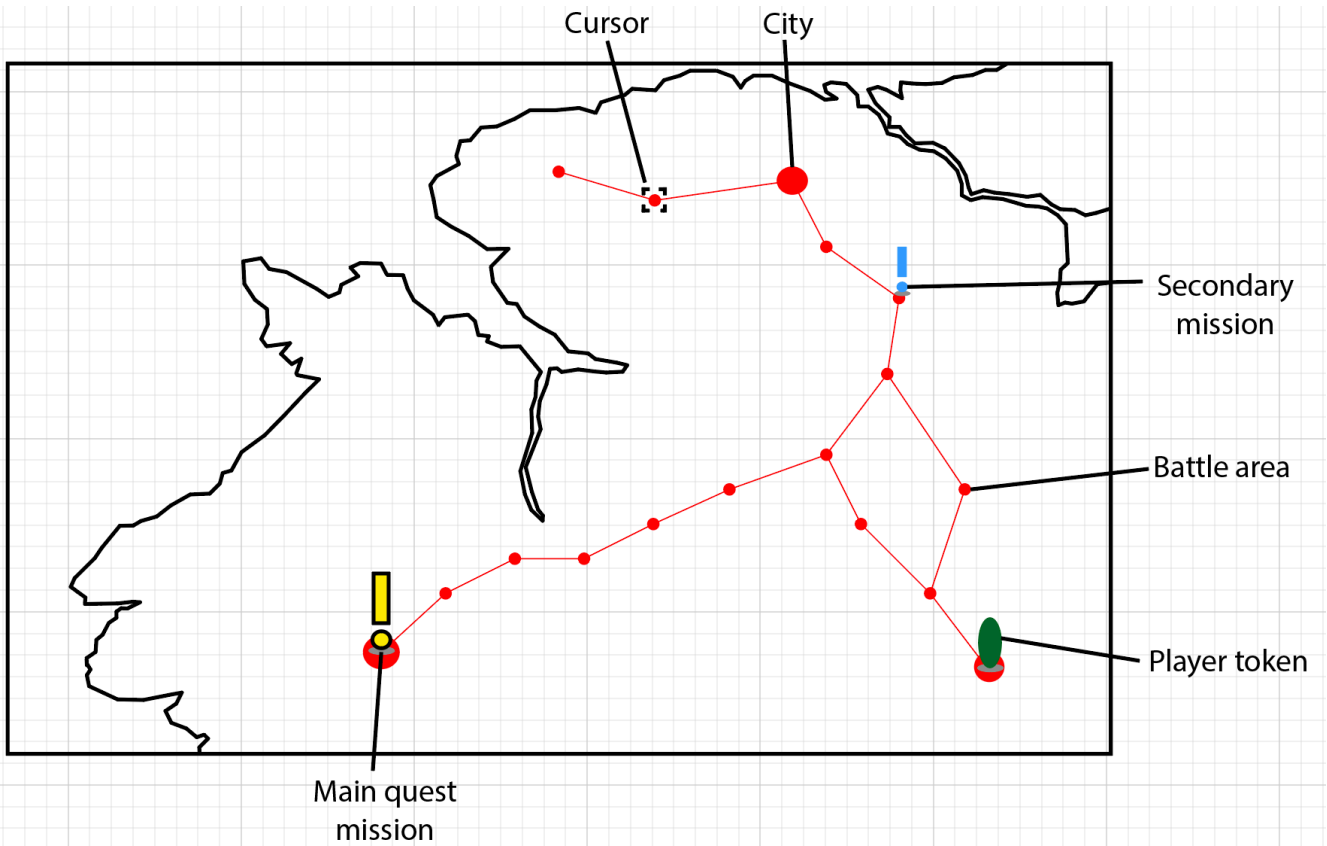 Cursor
City
Secondary
mission
Battle area
Player token
Main quest
mission